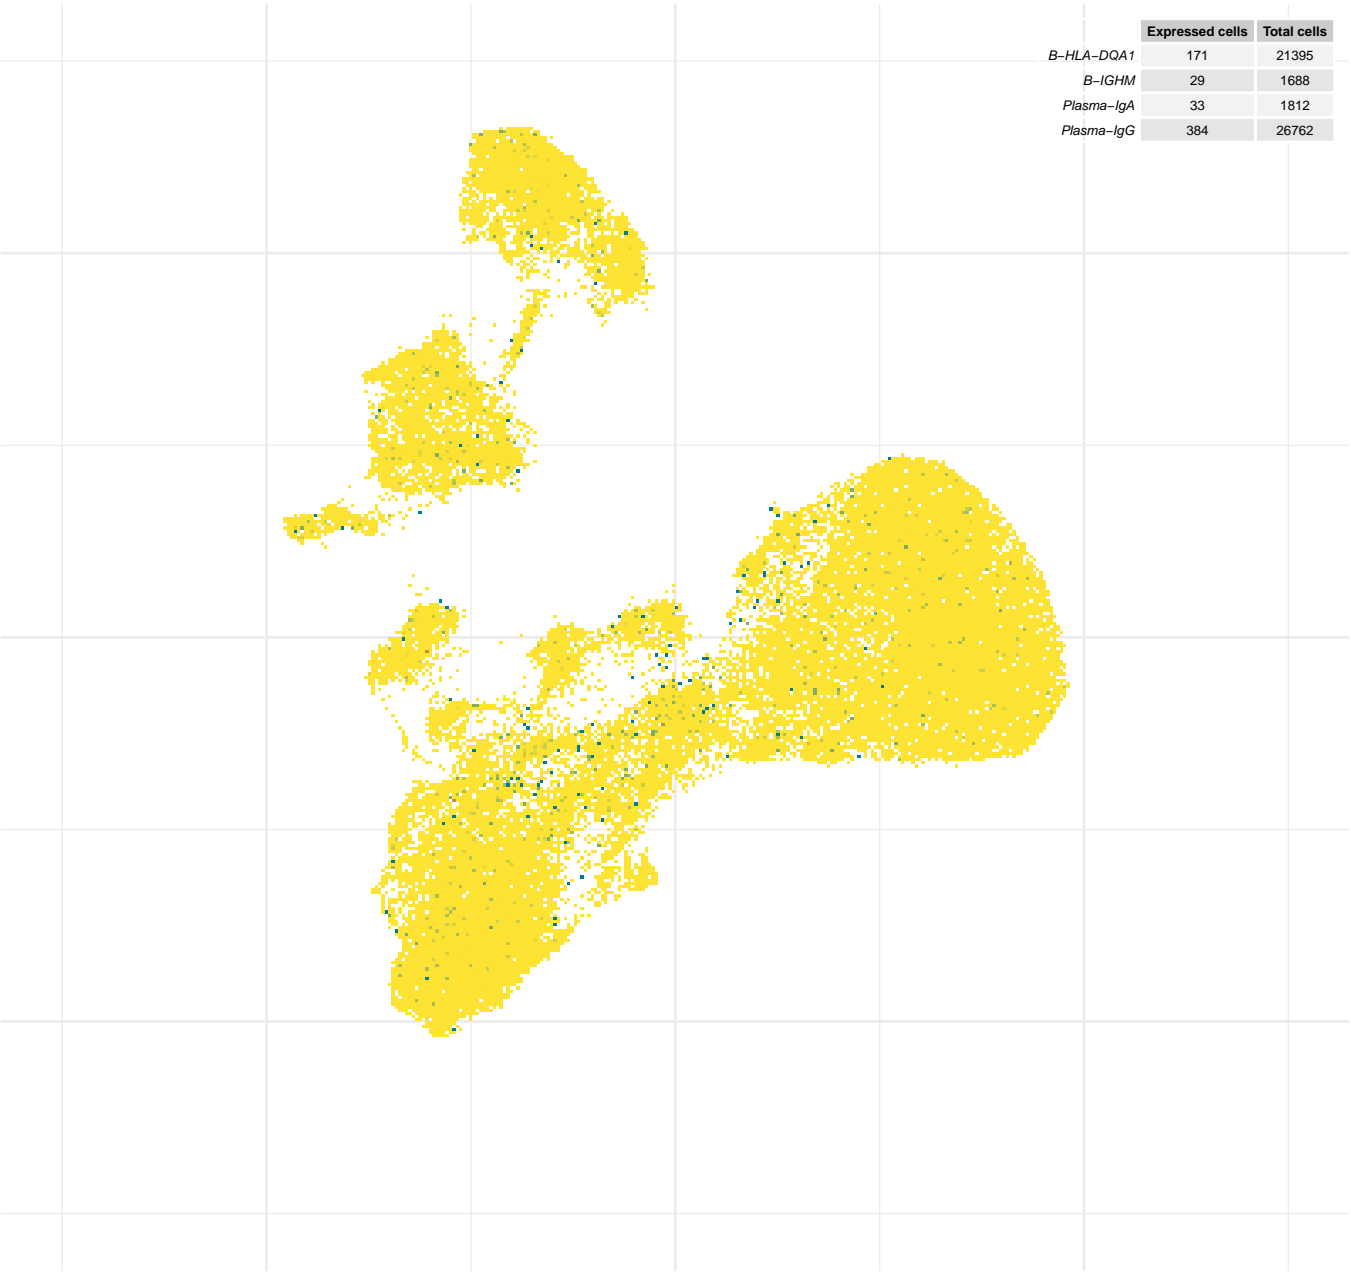 Expressed cells Total cells
B−HLA−DQA1 171 21395
B−IGHM 29 1688
Plasma−IgA 33 1812
Plasma−IgG 384 26762